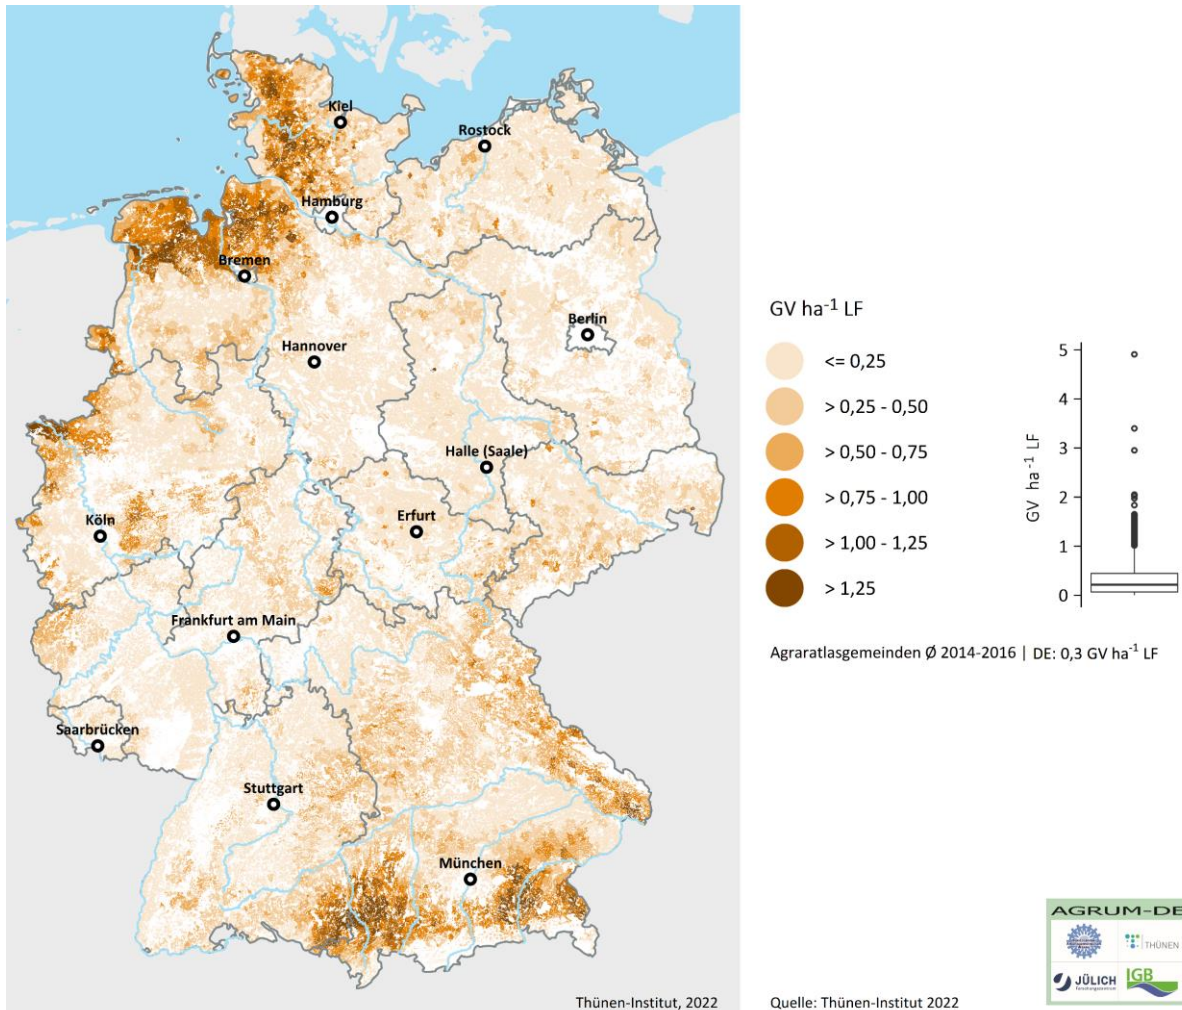 Kiel
Rostock
Hamburg
Bremen
Berlin
Hannover
Halle (Saale)
Köln
Erfurt
Frankfurt am Main
Saarbrücken
Stuttgart
München
Thünen-Institut, 2022
GV ha⁻¹ LF
<= 0,25
> 0,25 - 0,50
> 0,50 - 0,75
> 0,75 - 1,00
> 1,00 - 1,25
> 1,25
GV ha⁻¹ LF
5
4
3
2
1
0
Agraratlasgemeinden Ø 2014-2016 | DE: 0,3 GV ha⁻¹ LF
Quelle: Thünen-Institut 2022
AGRUM-DE
THÜNEN
JÜLICH
Forschungszentrum
IGB